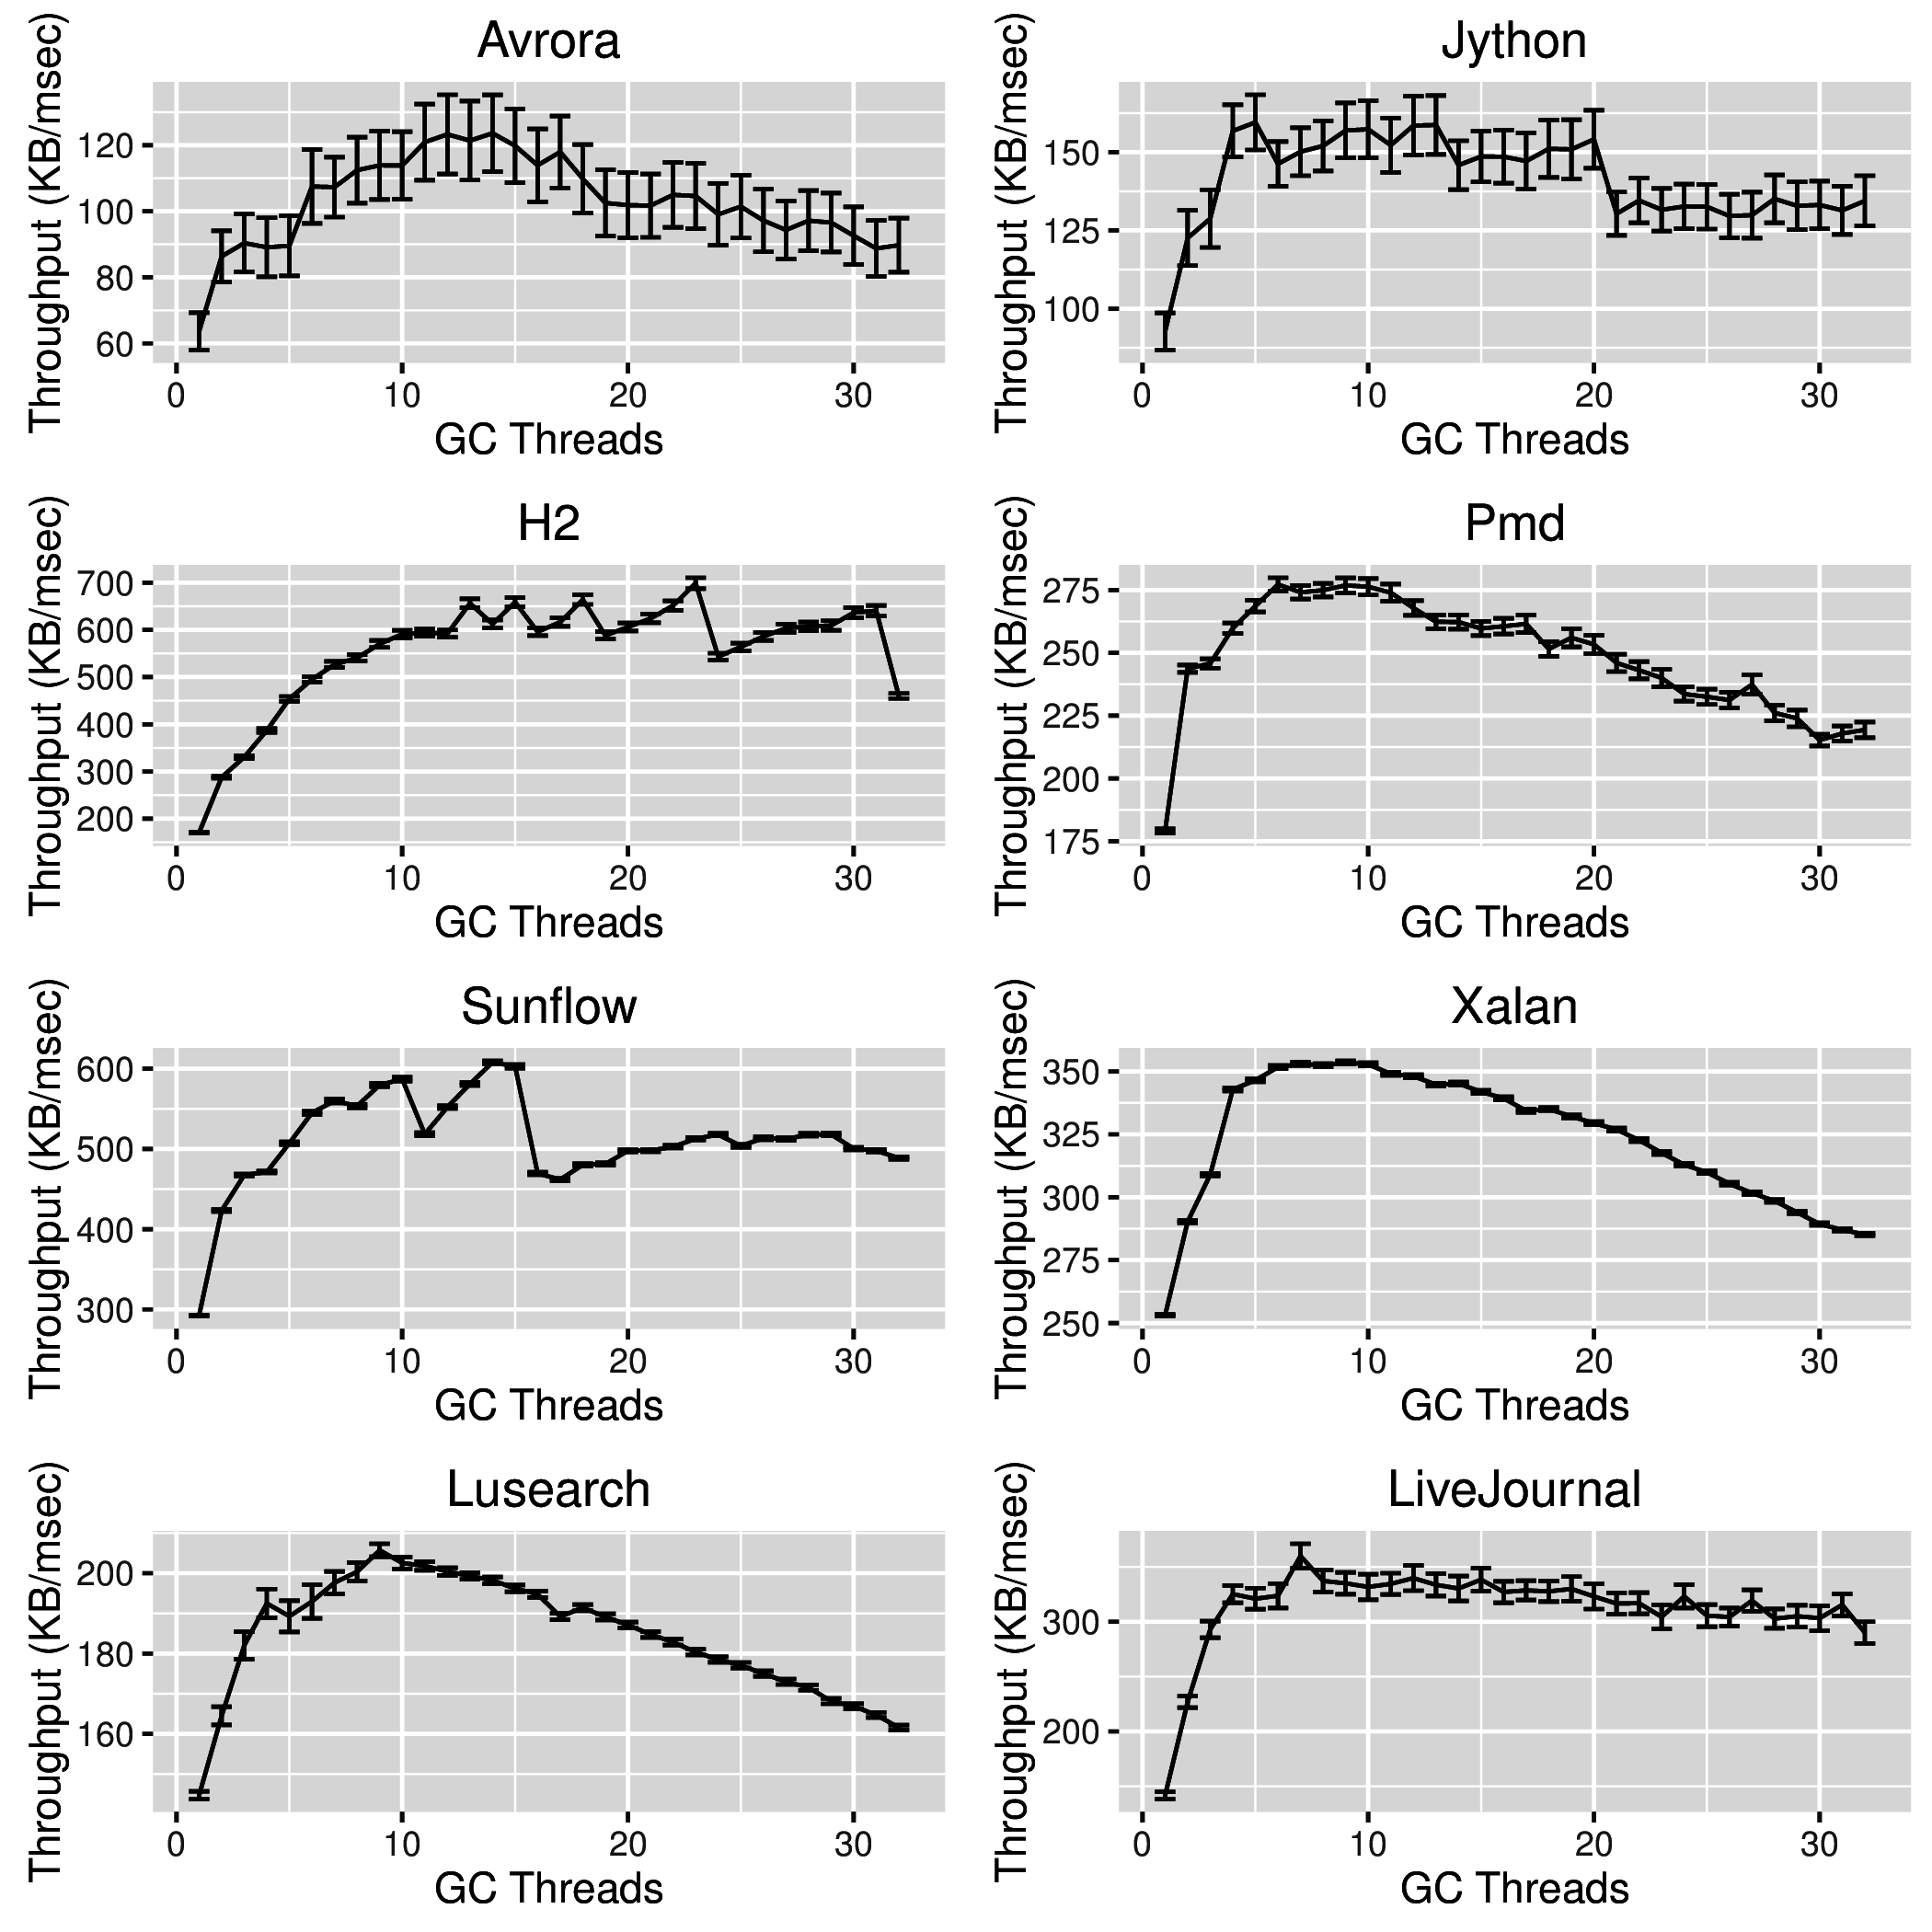 Avrora
Throughput (KB/msec)
120
100
80
60
0 10 20 30
GC Threads
Jython
Throughput (KB/msec)
150
125
100
0 10 20 30
GC Threads
H2
Throughput (KB/msec)
700
600
500
400
300
200
0 10 20 30
GC Threads
Pmd
Throughput (KB/msec)
275
250
225
200
175
0 10 20 30
GC Threads
Sunflow
Throughput (KB/msec)
600
500
400
300
0 10 20 30
GC Threads
Xalan
Throughput (KB/msec)
350
325
300
275
250
0 10 20 30
GC Threads
Lusearch
Throughput (KB/msec)
200
180
160
0 10 20 30
GC Threads
LiveJournal
Throughput (KB/msec)
300
200
0 10 20 30
GC Threads